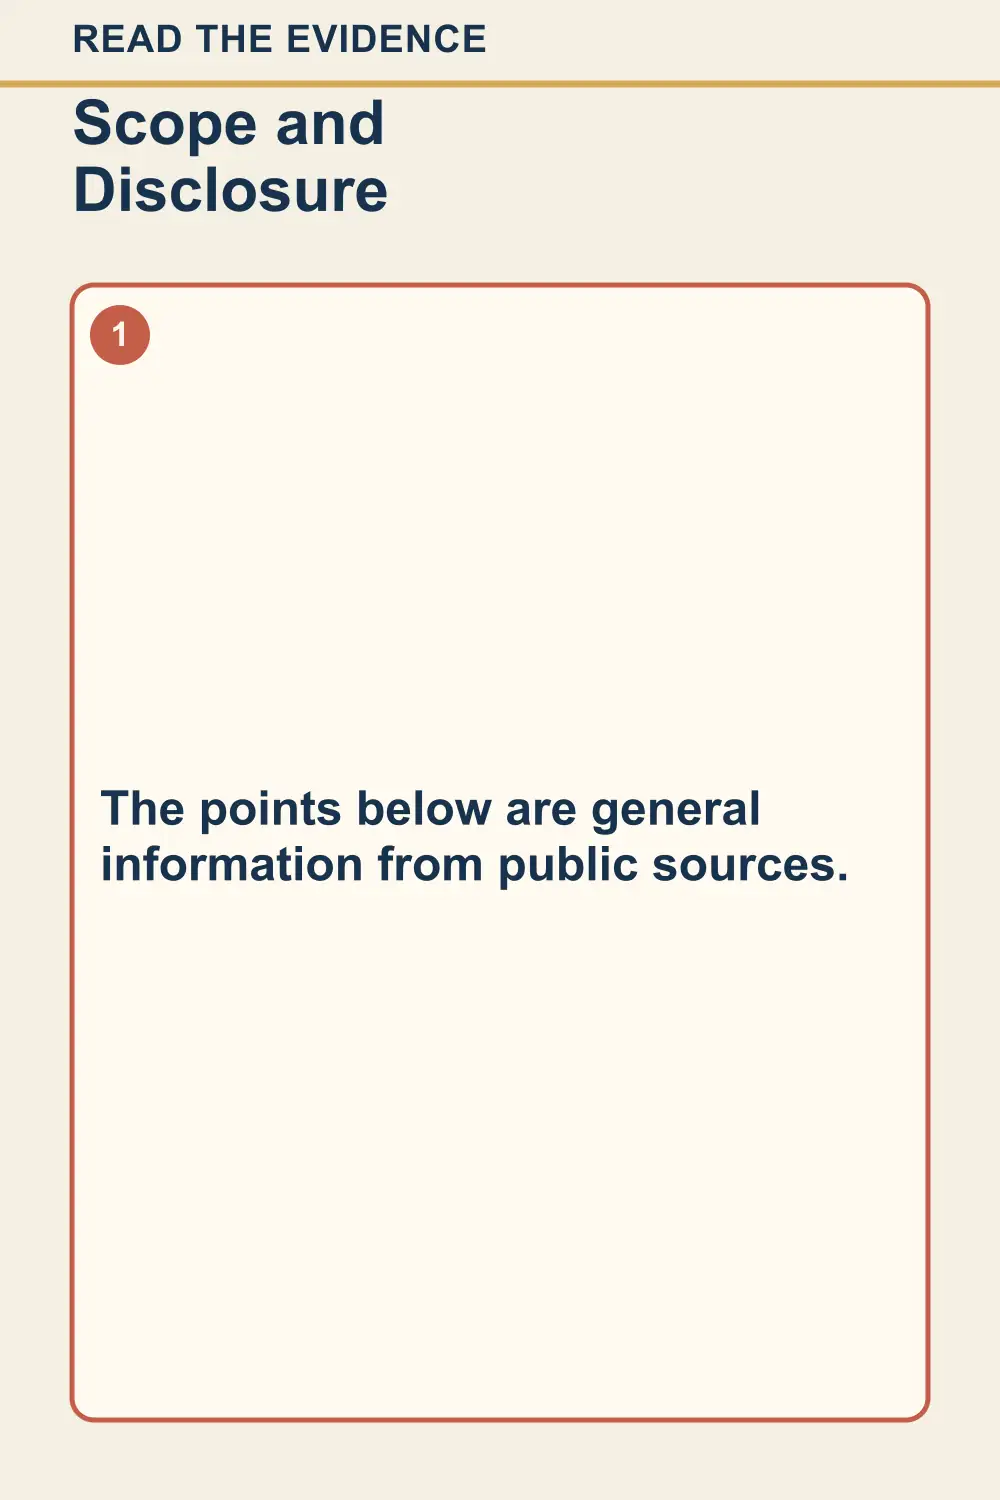 READ THE EVIDENCE
Scope and
Disclosure
1
The points below are general
information from public sources.